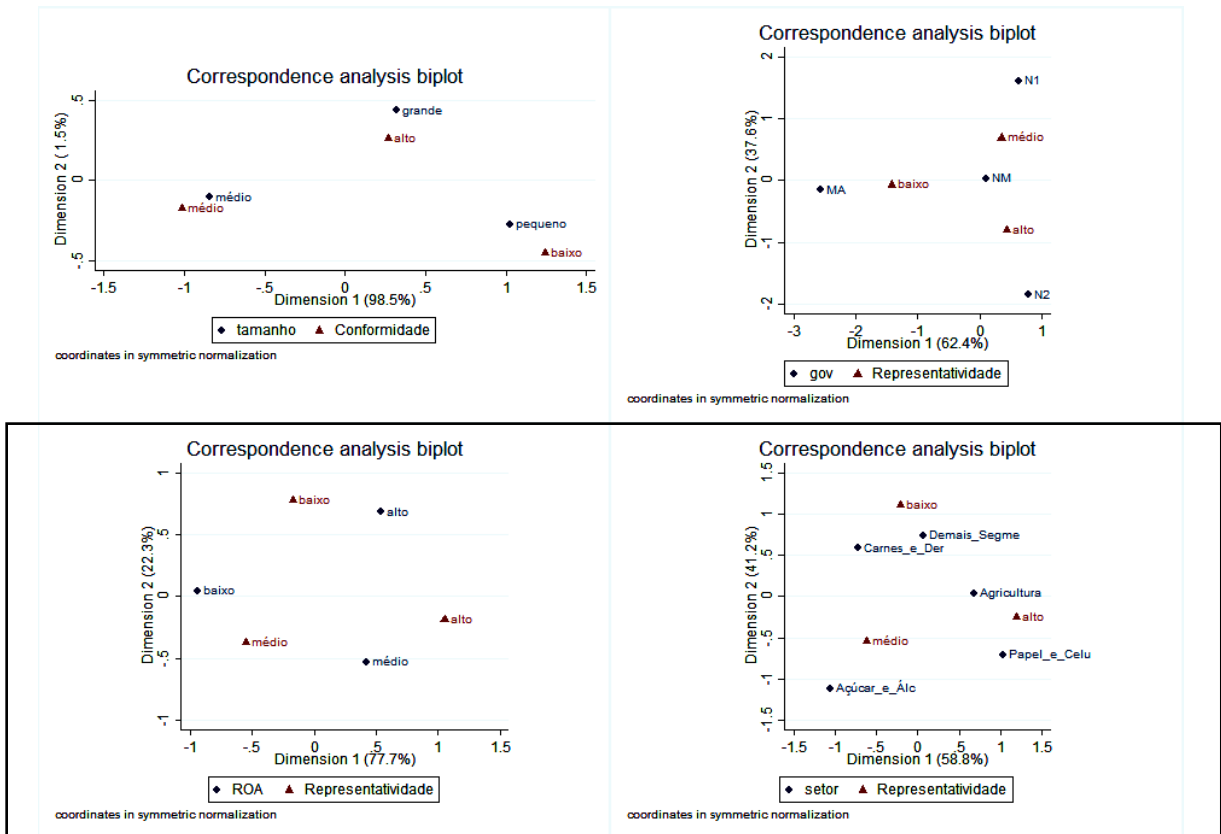 Correspondence analysis biplot
Dimension 2 ( 1.5%)
.5
0
-.5
grande
alto
médio
médio
pequeno
baixo
-1.5 -1 -.5 0 .5 1 1.5
Dimension 1 (98.5%)
tamanho Conformidade
coordinates in symmetric normalization
Correspondence analysis biplot
Dimension 2 (37.6%)
2
1
0
-1
-2
N1
médio
NM
baixo
MA
alto
N2
-3 -2 -1 0 1
Dimension 1 (62.4%)
gov Representatividade
coordinates in symmetric normalization
Correspondence analysis biplot
Dimension 2 (22.3%)
1
.5
0
-.5
-1
baixo
alto
baixo
alto
médio
médio
-1 -.5 0 .5 1 1.5
Dimension 1 (77.7%)
ROA Representatividade
coordinates in symmetric normalization
Correspondence analysis biplot
Dimension 2 (41.2%)
1.5
1
.5
0
-.5
-1
-1.5
baixo
Demais_Segme
Carnes_e_Der
Agricultura
alto
médio
Papel_e_Celu
Açúcar_e_Álc
-1.5 -1 -.5 0 .5 1 1.5
Dimension 1 (58.8%)
setor Representatividade
coordinates in symmetric normalization